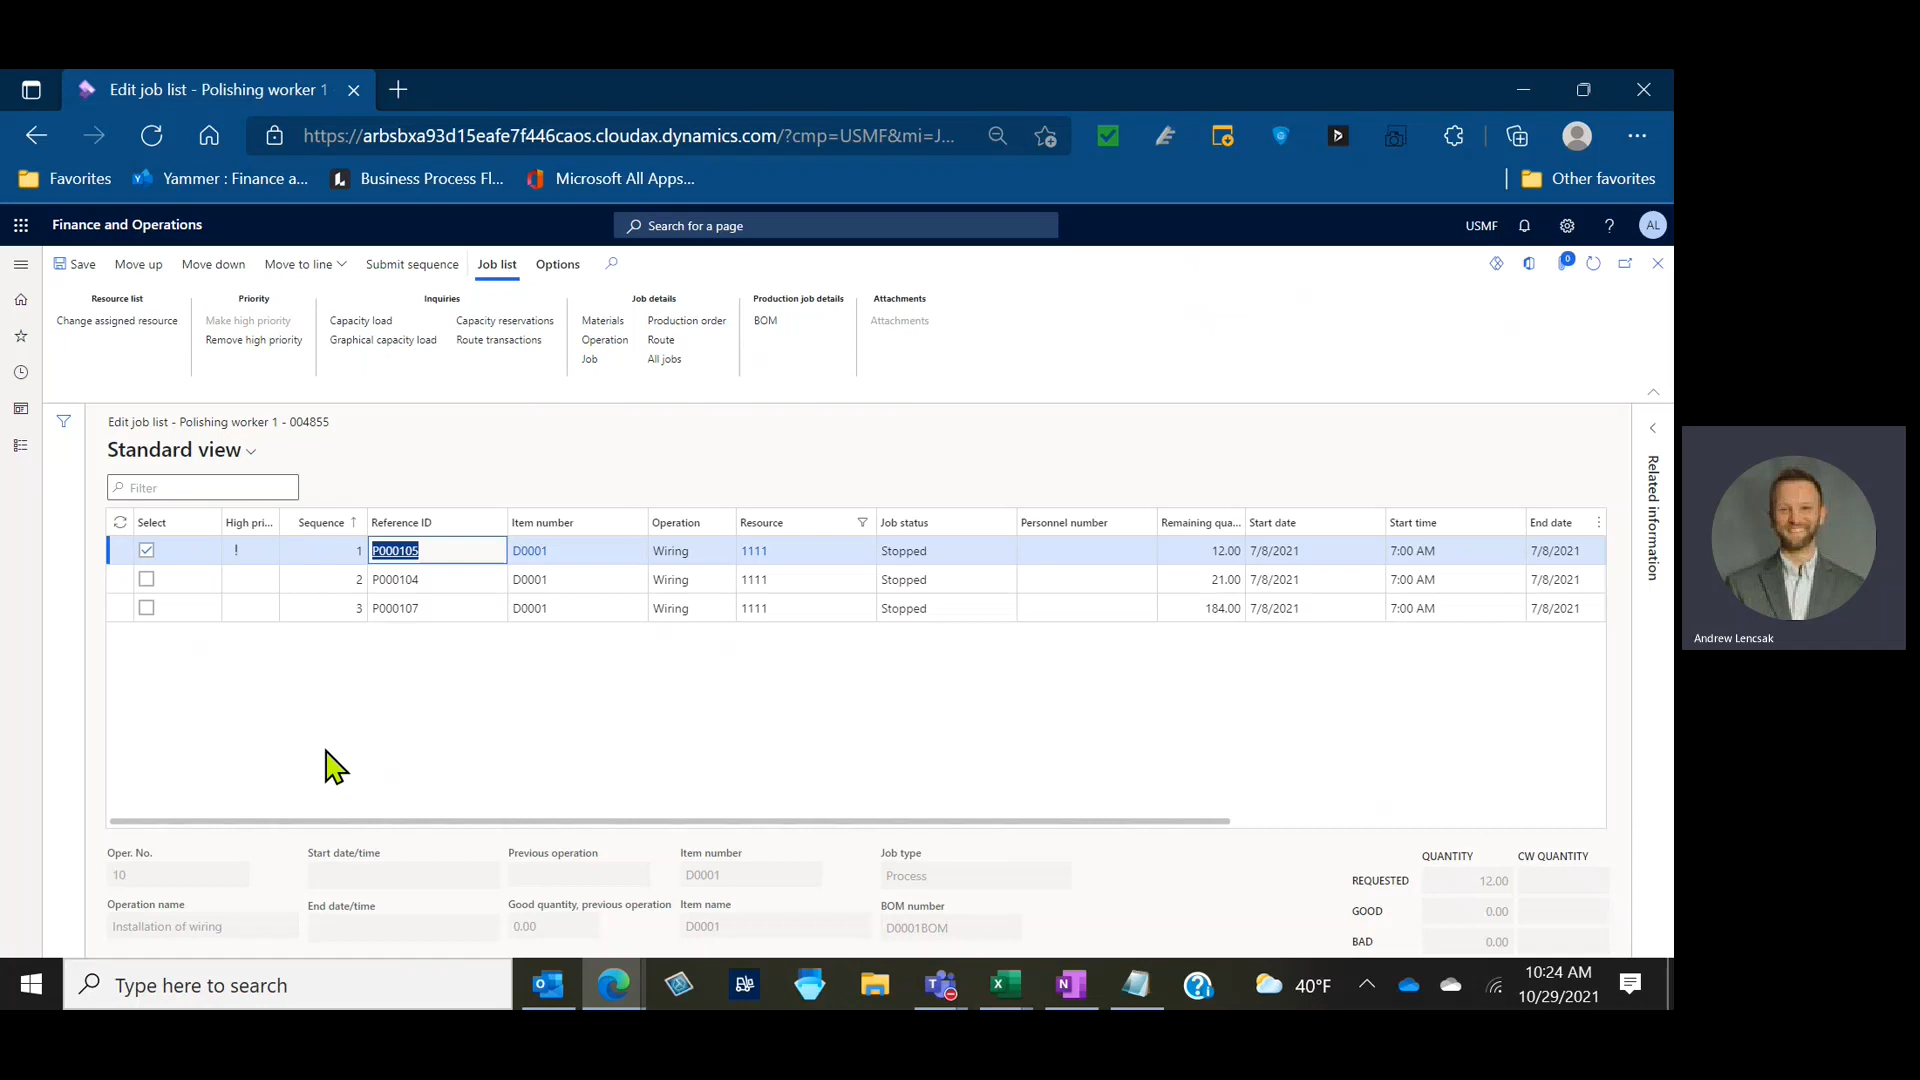 Edit job list - Polishing worker 1
https://arbsbxa93d15eafe7f446caos.cloudax.dynamics.com/?cmp=USMF&mi=J...
Favorites Yammer : Finance a... Business Process Fl... Microsoft All Apps... Other favorites
Finance and Operations Search for a page USMF ? AL
Save Move up Move down Move to line Submit sequence Job list Options 0
Resource list Priority Inquiries Job details Production job details Attachments
Change assigned resource Make high priority Capacity load Capacity reservations Materials Production order BOM Attachments
Remove high priority Graphical capacity load Route transactions Operation Route
Job All jobs
Edit job list - Polishing worker 1 - 004855
Standard view
Filter
Related information
Select High pri... Sequence ↑ Reference ID Item number Operation Resource Job status Personnel number Remaining qua... Start date Start time End date
! 1 P000105 D0001 Wiring 1111 Stopped 12.00 7/8/2021 7:00 AM 7/8/2021
2 P000104 D0001 Wiring 1111 Stopped 21.00 7/8/2021 7:00 AM 7/8/2021
3 P000107 D0001 Wiring 1111 Stopped 184.00 7/8/2021 7:00 AM 7/8/2021
Andrew Lencsak
Oper. No. Start date/time Previous operation Item number Job type QUANTITY CW QUANTITY
10 D0001 Process REQUESTED 12.00
Operation name End date/time Good quantity, previous operation Item name BOM number GOOD 0.00
Installation of wiring 0.00 D0001 D0001BOM BAD 0.00
Type here to search 40°F 10:24 AM
10/29/2021